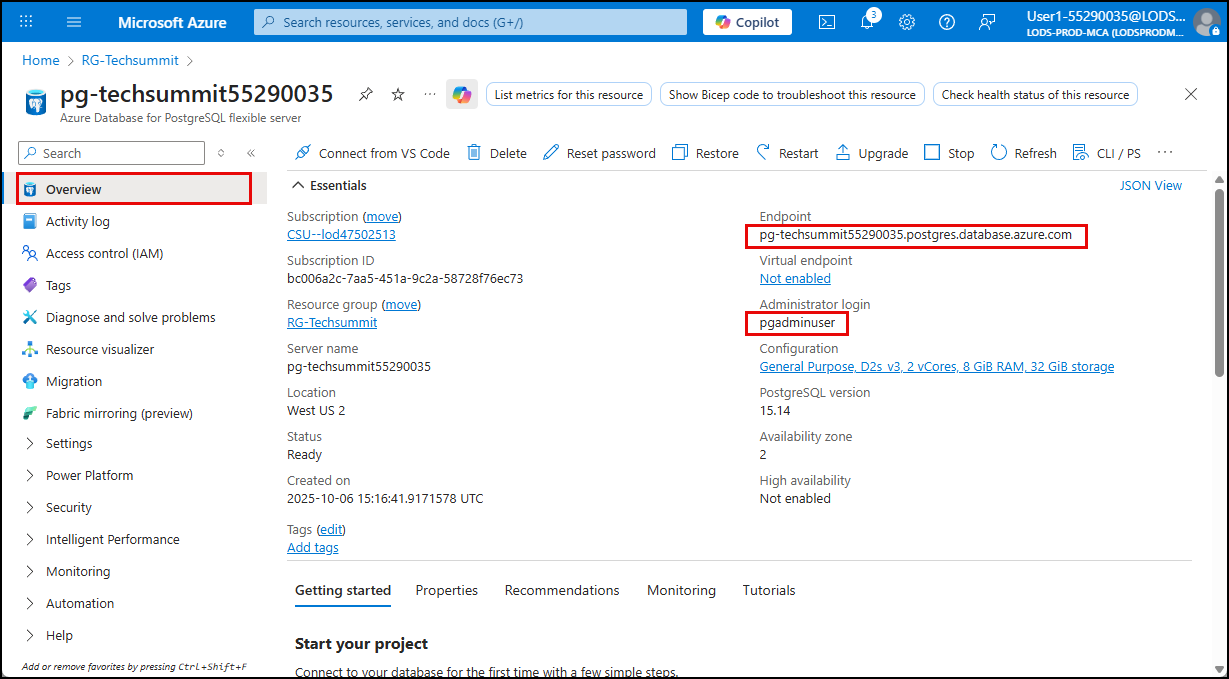 Microsoft Azure
Search resources, services, and docs (G+/)
Copilot
3
User1-55290035@LODS...
LODS-PROD-MCA (LODSPRODM...
Home > RG-Techsummit >
pg-techsummit55290035
Azure Database for PostgreSQL flexible server
List metrics for this resource
Show Bicep code to troubleshoot this resource
Check health status of this resource
Search
Connect from VS Code
Delete
Reset password
Restore
Restart
Upgrade
Stop
Refresh
CLI / PS
Overview
Activity log
Access control (IAM)
Tags
Diagnose and solve problems
Resource visualizer
Migration
Fabric mirroring (preview)
Settings
Power Platform
Security
Intelligent Performance
Monitoring
Automation
Help
Add or remove favorites by pressing Ctrl+Shift+F
Essentials
JSON View
Subscription (move)
CSU--lod47502513
Subscription ID
bc006a2c-7aa5-451a-9c2a-58728f76ec73
Resource group (move)
RG-Techsummit
Server name
pg-techsummit55290035
Location
West US 2
Status
Ready
Created on
2025-10-06 15:16:41.9171578 UTC
Tags (edit)
Add tags
Endpoint
pg-techsummit55290035.postgres.database.azure.com
Virtual endpoint
Not enabled
Administrator login
pgadminuser
Configuration
General Purpose, D2s_v3, 2 vCores, 8 GiB RAM, 32 GiB storage
PostgreSQL version
15.14
Availability zone
2
High availability
Not enabled
Getting started
Properties
Recommendations
Monitoring
Tutorials
Start your project
Connect to your database for the first time with a few simple steps.